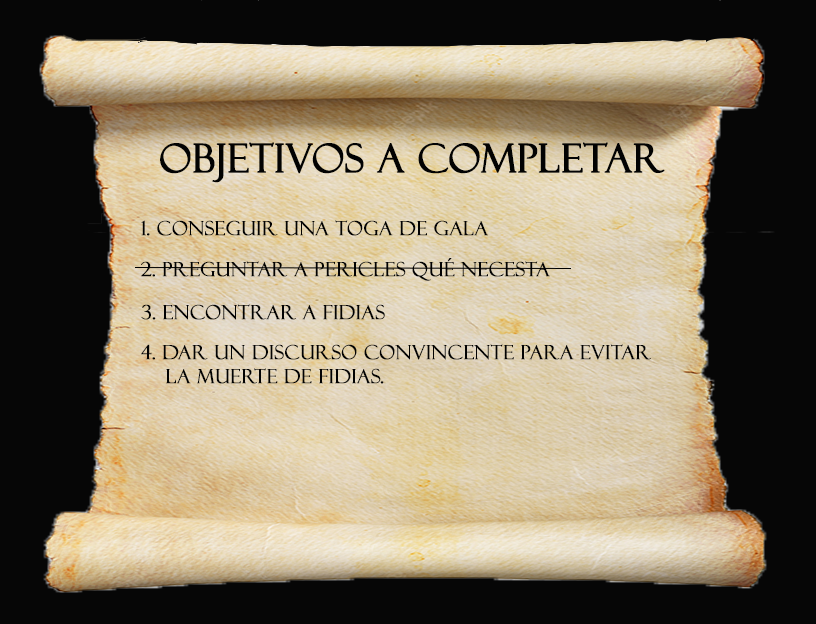 OBJETIVOS A COMPLETAR
1. CONSEGUIR UNA TOGA DE GALA
2. PREGUNTAR A PERICLES QUÉ NECESTA
3. ENCONTRAR A FIDIAS
4. DAR UN DISCURSO CONVINCENTE PARA EVITAR
LA MUERTE DE FIDIAS.